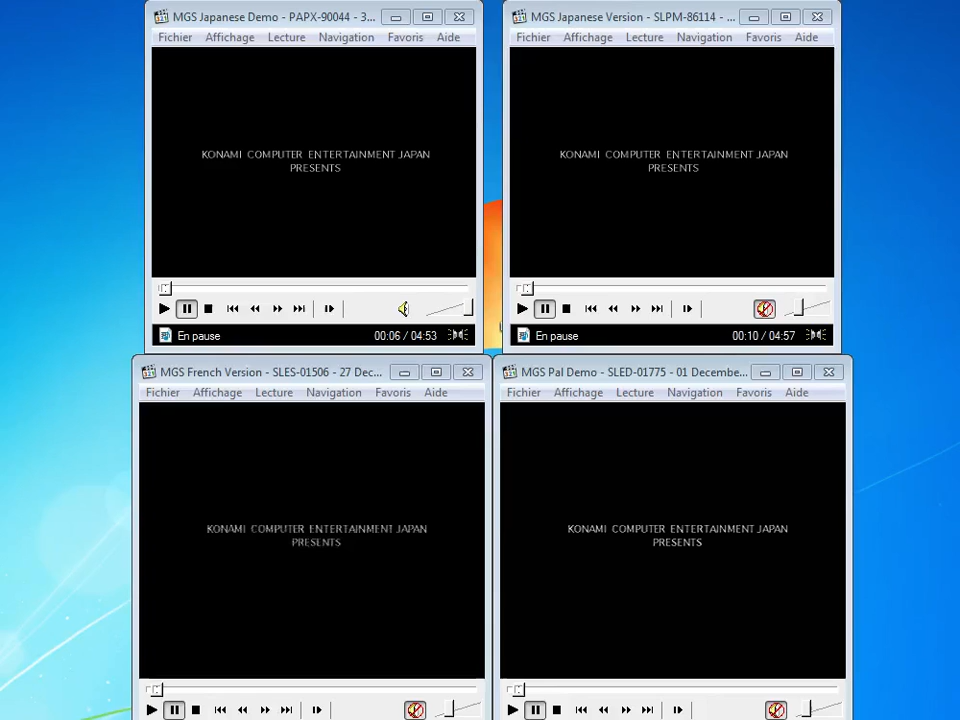 MGS Japanese Demo - PAPX-90044 - 3...
Fichier Affichage Lecture Navigation Favoris Aide
KONAMI COMPUTER ENTERTAINMENT JAPAN
PRESENTS
En pause 00:06 / 04:53
MGS Japanese Version - SLPM-86114 - ...
Fichier Affichage Lecture Navigation Favoris Aide
KONAMI COMPUTER ENTERTAINMENT JAPAN
PRESENTS
En pause 00:10 / 04:57
MGS French Version - SLES-01506 - 27 Dec...
Fichier Affichage Lecture Navigation Favoris Aide
KONAMI COMPUTER ENTERTAINMENT JAPAN
PRESENTS
MGS Pal Demo - SLED-01775 - 01 Decembe...
Fichier Affichage Lecture Navigation Favoris Aide
KONAMI COMPUTER ENTERTAINMENT JAPAN
PRESENTS